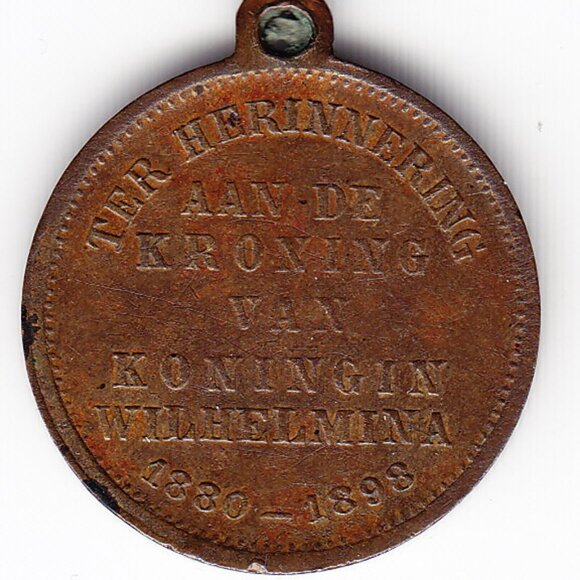 TER HERINNERING
AAN DE
KRONING
VAN
KONINGIN
WILHELMINA
1880-1898